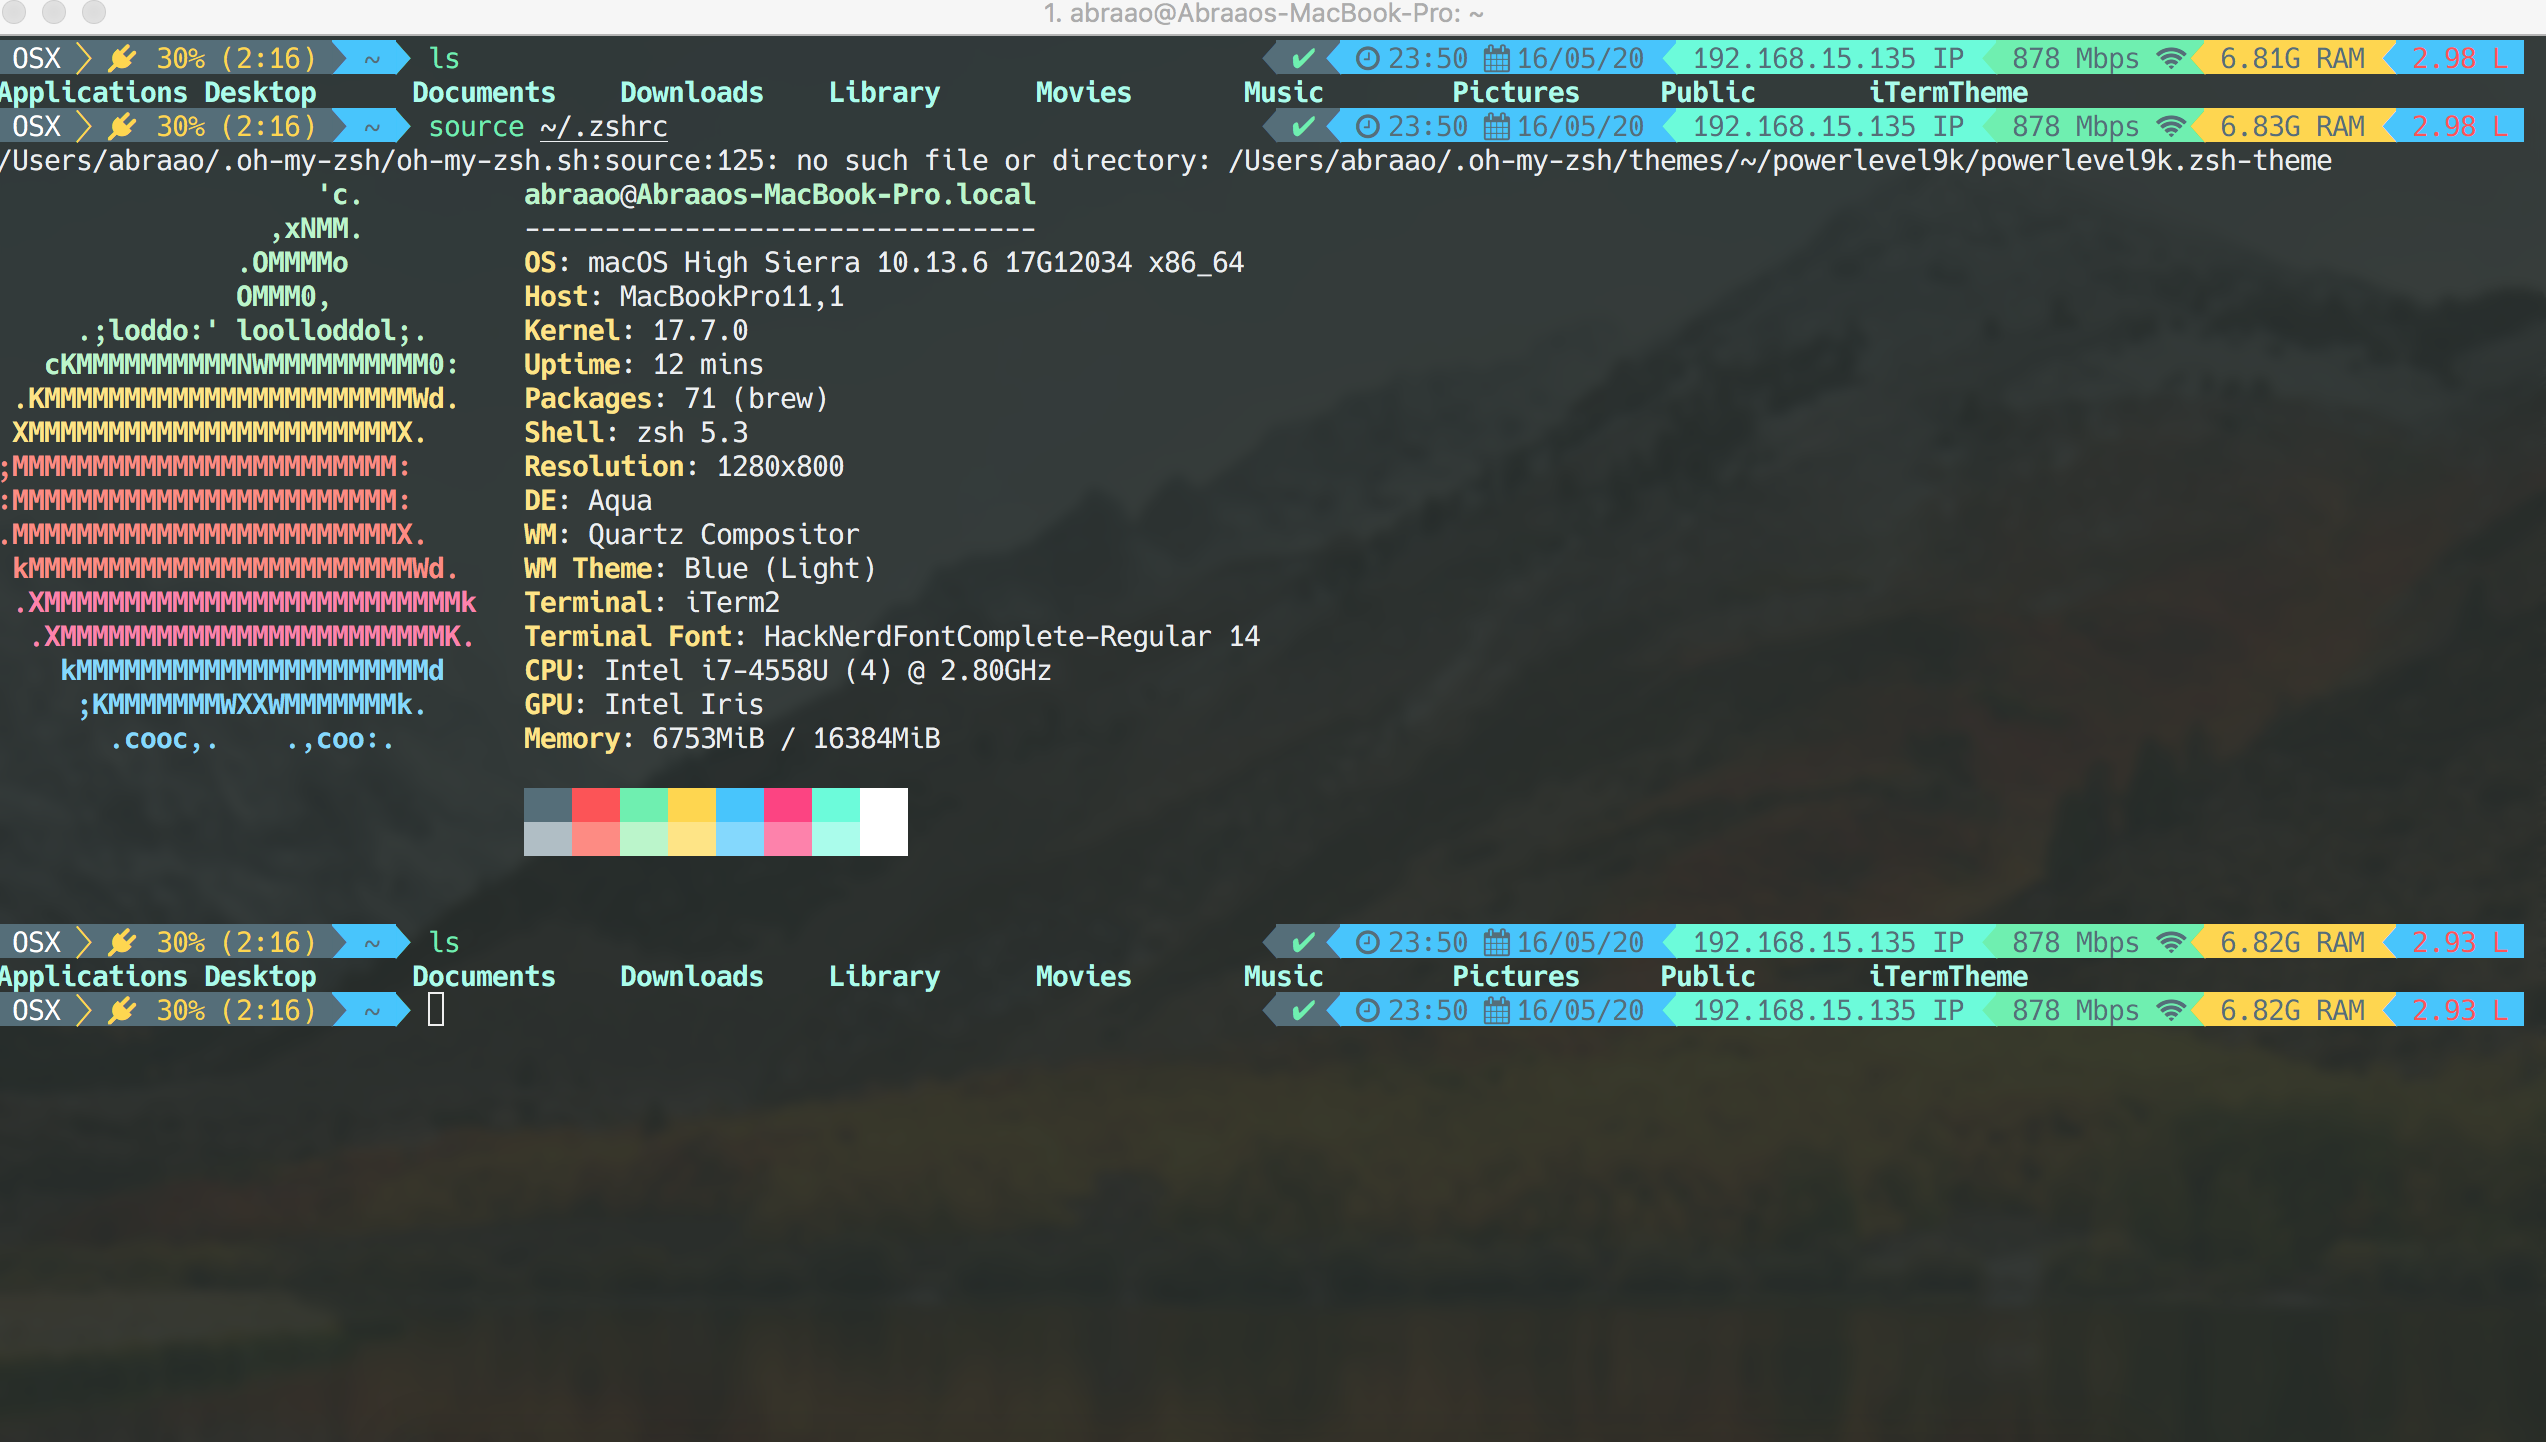 1. abraao@Abraaos-MacBook-Pro: ~
OSX 30% (2:16) ~ ls ✔ 23:50 16/05/20 192.168.15.135 IP 878 Mbps 6.81G RAM 2.98 L
Applications Desktop Documents Downloads Library Movies Music Pictures Public iTermTheme
OSX 30% (2:16) ~ source ~/.zshrc ✔ 23:50 16/05/20 192.168.15.135 IP 878 Mbps 6.83G RAM 2.98 L
/Users/abraao/.oh-my-zsh/oh-my-zsh.sh:source:125: no such file or directory: /Users/abraao/.oh-my-zsh/themes/~/powerlevel9k/powerlevel9k.zsh-theme
'c. abraao@Abraaos-MacBook-Pro.local
,xNMM. --------------------------------
.OMMMMo OS: macOS High Sierra 10.13.6 17G12034 x86_64
OMMM0, Host: MacBookPro11,1
.;loddo:' loolloddol;. Kernel: 17.7.0
cKMMMMMMMMMMNWMMMMMMMMMM0: Uptime: 12 mins
.KMMMMMMMMMMMMMMMMMMMMMMMWd. Packages: 71 (brew)
XMMMMMMMMMMMMMMMMMMMMMMMX. Shell: zsh 5.3
;MMMMMMMMMMMMMMMMMMMMMMMM: Resolution: 1280x800
:MMMMMMMMMMMMMMMMMMMMMMMM: DE: Aqua
.MMMMMMMMMMMMMMMMMMMMMMMMX. WM: Quartz Compositor
kMMMMMMMMMMMMMMMMMMMMMMMMWd. WM Theme: Blue (Light)
.XMMMMMMMMMMMMMMMMMMMMMMMMMMk Terminal: iTerm2
.XMMMMMMMMMMMMMMMMMMMMMMMMK. Terminal Font: HackNerdFontComplete-Regular 14
kMMMMMMMMMMMMMMMMMMMMMMd CPU: Intel i7-4558U (4) @ 2.80GHz
;KMMMMMMMWXXWMMMMMMMk. GPU: Intel Iris
.cooc,. .,coo:. Memory: 6753MiB / 16384MiB
OSX 30% (2:16) ~ ls ✔ 23:50 16/05/20 192.168.15.135 IP 878 Mbps 6.82G RAM 2.93 L
Applications Desktop Documents Downloads Library Movies Music Pictures Public iTermTheme
OSX 30% (2:16) ~ ✔ 23:50 16/05/20 192.168.15.135 IP 878 Mbps 6.82G RAM 2.93 L